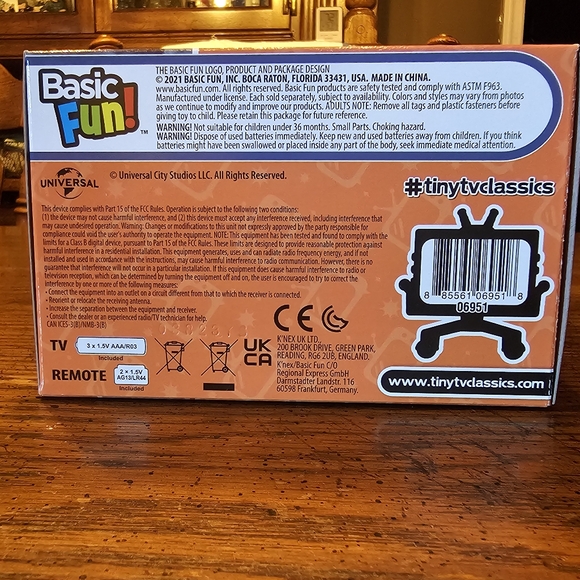 Basic Fun! TM
THE BASIC FUN LOGO, PRODUCT AND PACKAGE DESIGN
© 2021 BASIC FUN, INC. BOCA RATON, FLORIDA 33431, USA. MADE IN CHINA.
www.basicfun.com. All rights reserved. Basic Fun products are safety tested and comply with ASTM F963.
Manufactured under license. Each sold separately, subject to availability. Colors and styles may vary from photos
as we continue to modify and improve our products. ADULTS NOTE: Remove all tags and plastic fasteners before
giving toy to child. Please retain this package for future reference.
WARNING! Not suitable for children under 36 months. Small Parts. Choking hazard.
WARNING! Dispose of used batteries immediately. Keep new and used batteries away from children. If you think
batteries might have been swallowed or placed inside any part of the body, seek immediate medical attention.
UNIVERSAL
© Universal City Studios LLC. All Rights Reserved.
#tinytvclassics
This device complies with Part 15 of the FCC Rules. Operation is subject to the following two conditions:
(1) the device may not cause harmful interference, and (2) this device must accept any interference received, including interference that
may cause undesired operation. Warning: Changes or modifications to this unit not expressly approved by the party responsible for
compliance could void the user's authority to operate the equipment. NOTE: This equipment has been tested and found to comply with the
limits for a Class B digital device, pursuant to Part 15 of the FCC Rules. These limits are designed to provide reasonable protection against
harmful interference in a residential installation. This equipment generates, uses and can radiate radio frequency energy, and if not
installed and used in accordance with the instructions, may cause harmful interference to radio communication. However, there is no
guarantee that interference will not occur in a particular installation. If this equipment does cause harmful interference to radio or
television reception, which can be determined by turning the equipment off and on, the user is encouraged to try to correct the
interference by one or more of the following measures:
• Connect the equipment into an outlet on a circuit different from that to which the receiver is connected.
• Reorient or relocate the receiving antenna.
• Increase the separation between the equipment and receiver.
• Consult the dealer or an experienced radio/TV technician for help.
CAN ICES-3(B)/NMB-3(B)
8 85561 06951 8
06951
TV
3 x 1.5V AAA/R03
Included
REMOTE
2 x 1.5V
AG13/LR44
Included
UK
CA
CE
K'NEX UK LTD.,
200 BROOK DRIVE, GREEN PARK,
READING, RG6 2UB, ENGLAND.
K'nex/Basic Fun C/O
Regional Express GmbH
Darmstadter Landstr. 116
60598 Frankfurt, Germany.
www.tinytvclassics.com